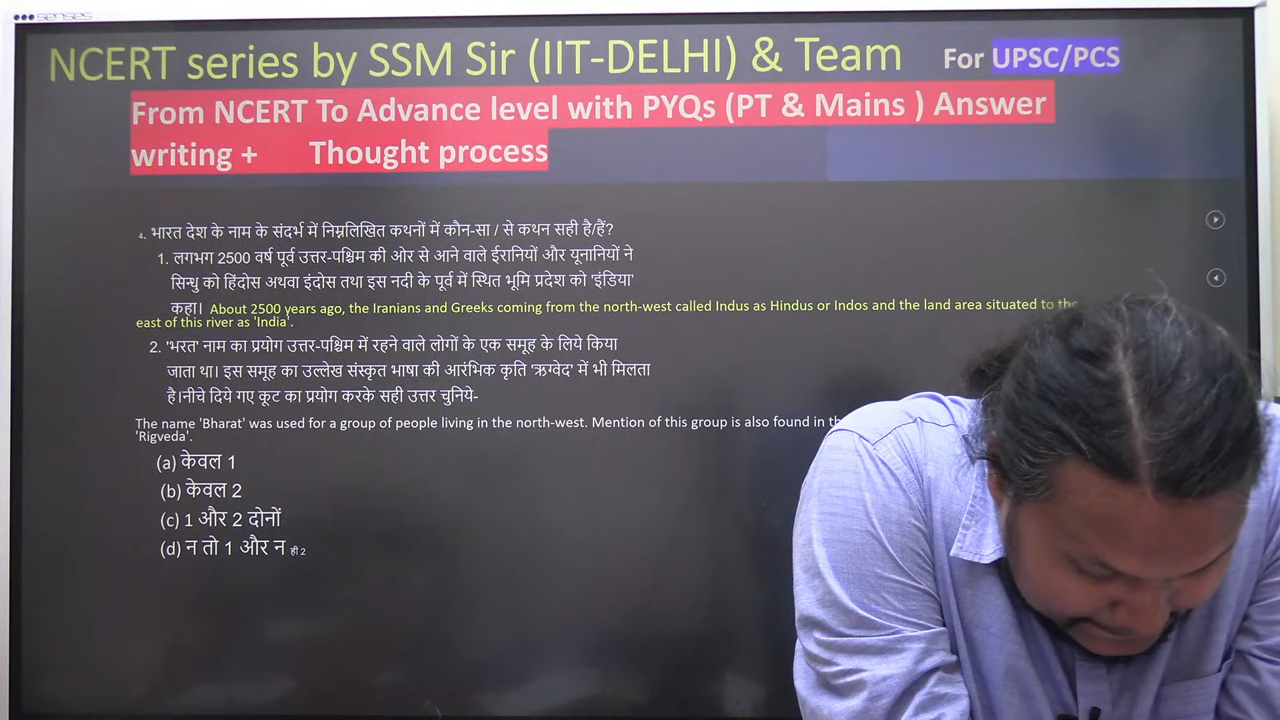 NCERT series by SSM Sir (IIT-DELHI) & Team For UPSC/PCS
From NCERT To Advance level with PYQs (PT & Mains ) Answer
writing + Thought process
4. भारत देश के नाम के संदर्भ में निम्नलिखित कथनों में कौन-सा / से कथन सही है/हैं?
1. लगभग 2500 वर्ष पूर्व उत्तर-पश्चिम की ओर से आने वाले ईरानियों और यूनानियों ने
सिन्धु को हिंदोस अथवा इंदोस तथा इस नदी के पूर्व में स्थित भूमि प्रदेश को 'इंडिया'
कहा। About 2500 years ago, the Iranians and Greeks coming from the north-west called Indus as Hindus or Indos and the land area situated to the
east of this river as 'India'.
2. 'भरत' नाम का प्रयोग उत्तर-पश्चिम में रहने वाले लोगों के एक समूह के लिये किया
जाता था। इस समूह का उल्लेख संस्कृत भाषा की आरंभिक कृति 'ऋग्वेद' में भी मिलता
है।नीचे दिये गए कूट का प्रयोग करके सही उत्तर चुनिये-
The name 'Bharat' was used for a group of people living in the north-west. Mention of this group is also found in
'Rigveda'.
(a) केवल 1
(b) केवल 2
(c) 1 और 2 दोनों
(d) न तो 1 और न ही 2